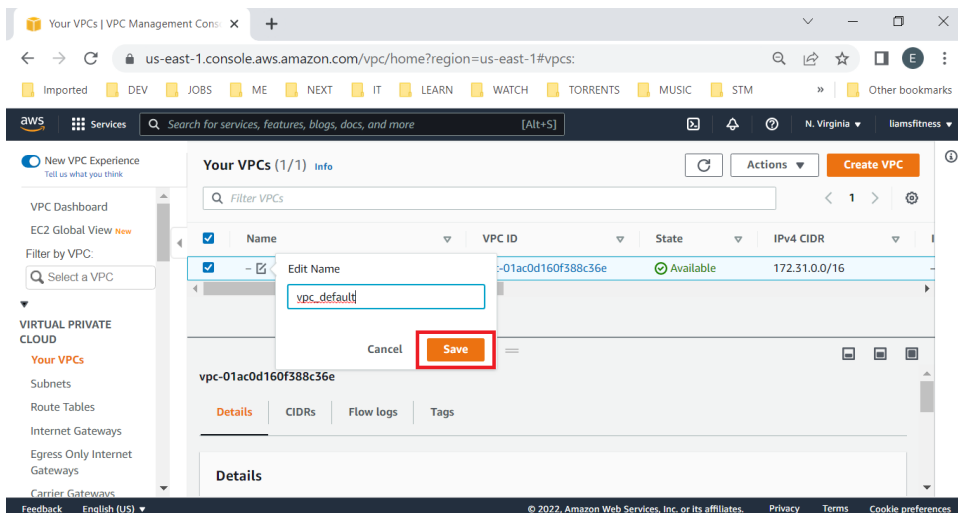 Your VPCs | VPC Management Cons
us-east-1.console.aws.amazon.com/vpc/home?region=us-east-1#vpcs:
E
Imported DEV JOBS ME NEXT IT LEARN WATCH TORRENTS MUSIC STM » Other bookmarks
aws Services Search for services, features, blogs, docs, and more [Alt+S] N. Virginia liamsfitness
New VPC Experience
Tell us what you think
VPC Dashboard
EC2 Global View New
Filter by VPC:
Select a VPC
VIRTUAL PRIVATE
CLOUD
Your VPCs
Subnets
Route Tables
Internet Gateways
Egress Only Internet
Gateways
Carrier Gateways
Your VPCs (1/1) Info
Actions Create VPC
Filter VPCs
1
Name VPC ID State IPv4 CIDR
– -01ac0d160f388c36e Available 172.31.0.0/16 –
Edit Name
vpc_default
Cancel Save
vpc-01ac0d160f388c36e
Details CIDRs Flow logs Tags
Details
Feedback English (US) © 2022, Amazon Web Services, Inc. or its affiliates. Privacy Terms Cookie preferences